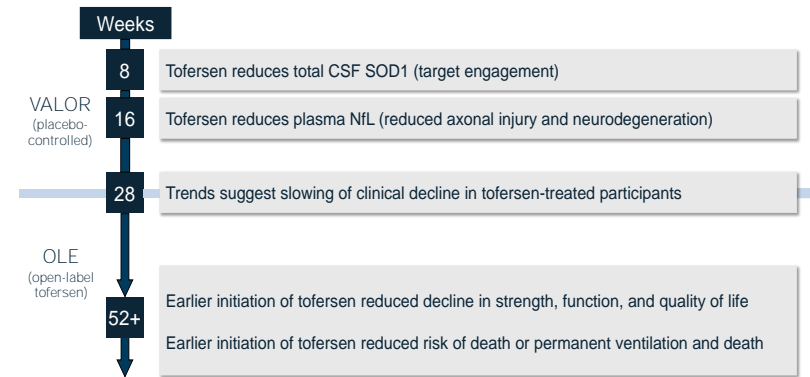 Weeks
8
Tofersen reduces total CSF SOD1 (target engagement)
VALOR
(placebo-
controlled)
16
Tofersen reduces plasma NfL (reduced axonal injury and neurodegeneration)
28
Trends suggest slowing of clinical decline in tofersen-treated participants
OLE
(open-label
tofersen)
52+
Earlier initiation of tofersen reduced decline in strength, function, and quality of life
Earlier initiation of tofersen reduced risk of death or permanent ventilation and death